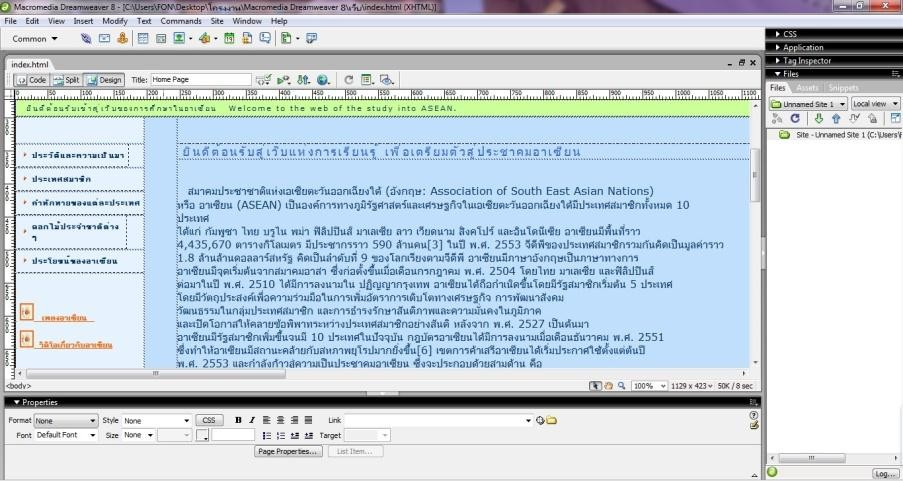 Macromedia Dreamweaver 8 - [C:\Users\FON\Desktop\โครงงาน\Macromedia Dreamweaver 8\เว็บ\index.html (XHTML)]
File Edit View Insert Modify Text Commands Site Window Help
Common
index.html
Code Split Design Title: Home Page
ยินดีต้อนรับเข้าสู่เว็บของการศึกษาในอาเซียน Welcome to the web of the study into ASEAN.
ยินดีต้อนรับสู่เว็บแห่งการเรียนรู้ เพื่อเตรียมตัวสู่ประชาคมอาเซียน
ประวัติและความเป็นมา
ประเทศสมาชิก
คำทักทายของแต่ละประเทศ
ดอกไม้ประจำชาติต่าง
ๆ
ประโยชน์ของอาเซียน
เพลงอาเซียน
วิดีโอเกี่ยวกับอาเซียน
สมาคมประชาชาติแห่งเอเชียตะวันออกเฉียงใต้ (อังกฤษ: Association of South East Asian Nations)
หรือ อาเซียน (ASEAN) เป็นองค์การทางภูมิรัฐศาสตร์และเศรษฐกิจในเอเชียตะวันออกเฉียงใต้มีประเทศสมาชิกทั้งหมด 10
ประเทศ
ได้แก่ กัมพูชา ไทย บรูไน พม่า ฟิลิปปินส์ มาเลเซีย ลาว เวียดนาม สิงคโปร์ และอินโดนีเซีย อาเซียนมีพื้นที่ราว
4,435,670 ตารางกิโลเมตร มีประชากรราว 590 ล้านคน[3] ในปี พ.ศ. 2553 จีดีพีของประเทศสมาชิกรวมกันคิดเป็นมูลค่าราว
1.8 ล้านล้านดอลลาร์สหรัฐ คิดเป็นลำดับที่ 9 ของโลกเรียงตามจีดีพี อาเซียนมีภาษาอังกฤษเป็นภาษาทางการ
อาเซียนมีจุดเริ่มต้นจากสมาคมอาสา ซึ่งก่อตั้งขึ้นเมื่อเดือนกรกฎาคม พ.ศ. 2504 โดยไทย มาเลเซีย และฟิลิปปินส์
ต่อมาในปี พ.ศ. 2510 ได้มีการลงนามใน ปฏิญญากรุงเทพ อาเซียนได้ถือกำเนิดขึ้นโดยมีรัฐสมาชิกเริ่มต้น 5 ประเทศ
โดยมีวัตถุประสงค์เพื่อความร่วมมือในการเพิ่มอัตราการเติบโตทางเศรษฐกิจ การพัฒนาสังคม
วัฒนธรรมในกลุ่มประเทศสมาชิก และการธำรงรักษาสันติภาพและความมั่นคงในภูมิภาค
และเปิดโอกาสให้คลายข้อพิพาทระหว่างประเทศสมาชิกอย่างสันติ หลังจาก พ.ศ. 2527 เป็นต้นมา
อาเซียนมีรัฐสมาชิกเพิ่มขึ้นจนมี 10 ประเทศในปัจจุบัน กฎบัตรอาเซียนได้มีการลงนามเมื่อเดือนธันวาคม พ.ศ. 2551
ซึ่งทำให้อาเซียนมีสถานะคล้ายกับสหภาพยุโรปมากยิ่งขึ้น[6] เขตการค้าเสรีอาเซียนได้เริ่มประกาศใช้ตั้งแต่ต้นปี
พ.ศ. 2553 และกำลังก้าวสู่ความเป็นประชาคมอาเซียน ซึ่งจะประกอบด้วยสามด้าน คือ
<body> 100% 1129 x 423 50K / 8 sec
Properties
Format None Style None CSS B I Link
Font Default Font Size None Target
Page Properties... List Item...
CSS
Application
Tag Inspector
Files
Files Assets Snippets
Unnamed Site 1 Local view
Site - Unnamed Site 1 (C:\Users\F
Log...